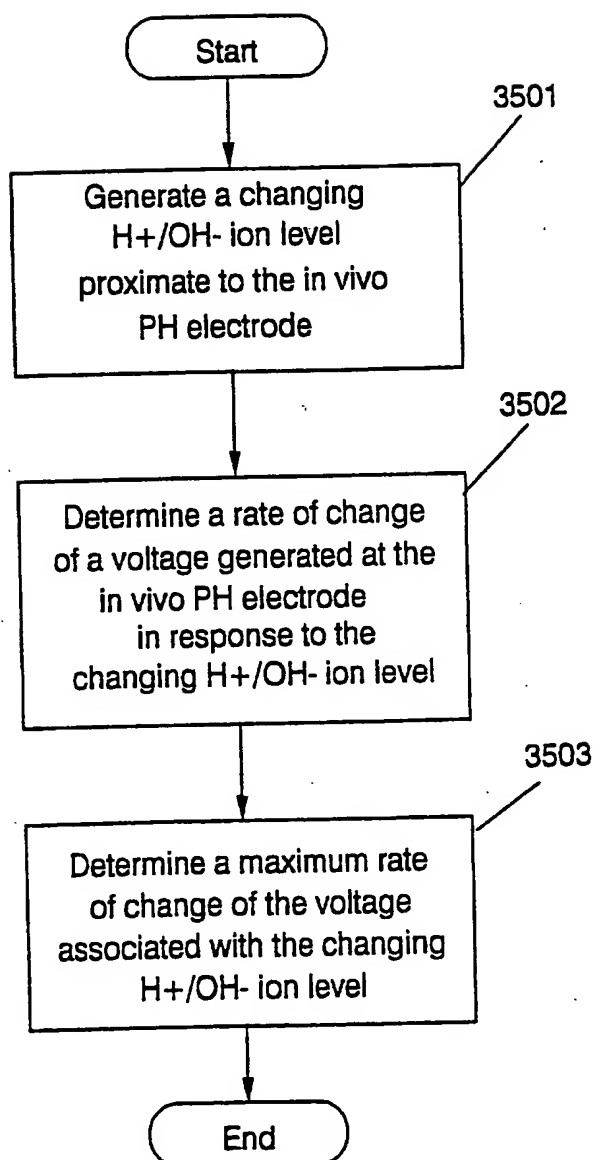 Start
3501
Generate a changing
H+/OH- ion level
proximate to the in vivo
PH electrode
3502
Determine a rate of change
of a voltage generated at the
in vivo PH electrode
in response to the
changing H+/OH- ion level
3503
Determine a maximum rate
of change of the voltage
associated with the changing
H+/OH- ion level
End